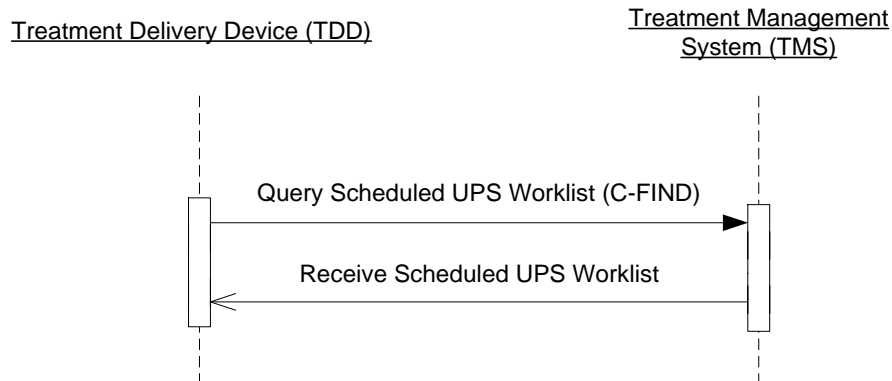 Treatment Delivery Device (TDD)
Treatment Management
System (TMS)
Query Scheduled UPS Worklist (C-FIND)
Receive Scheduled UPS Worklist